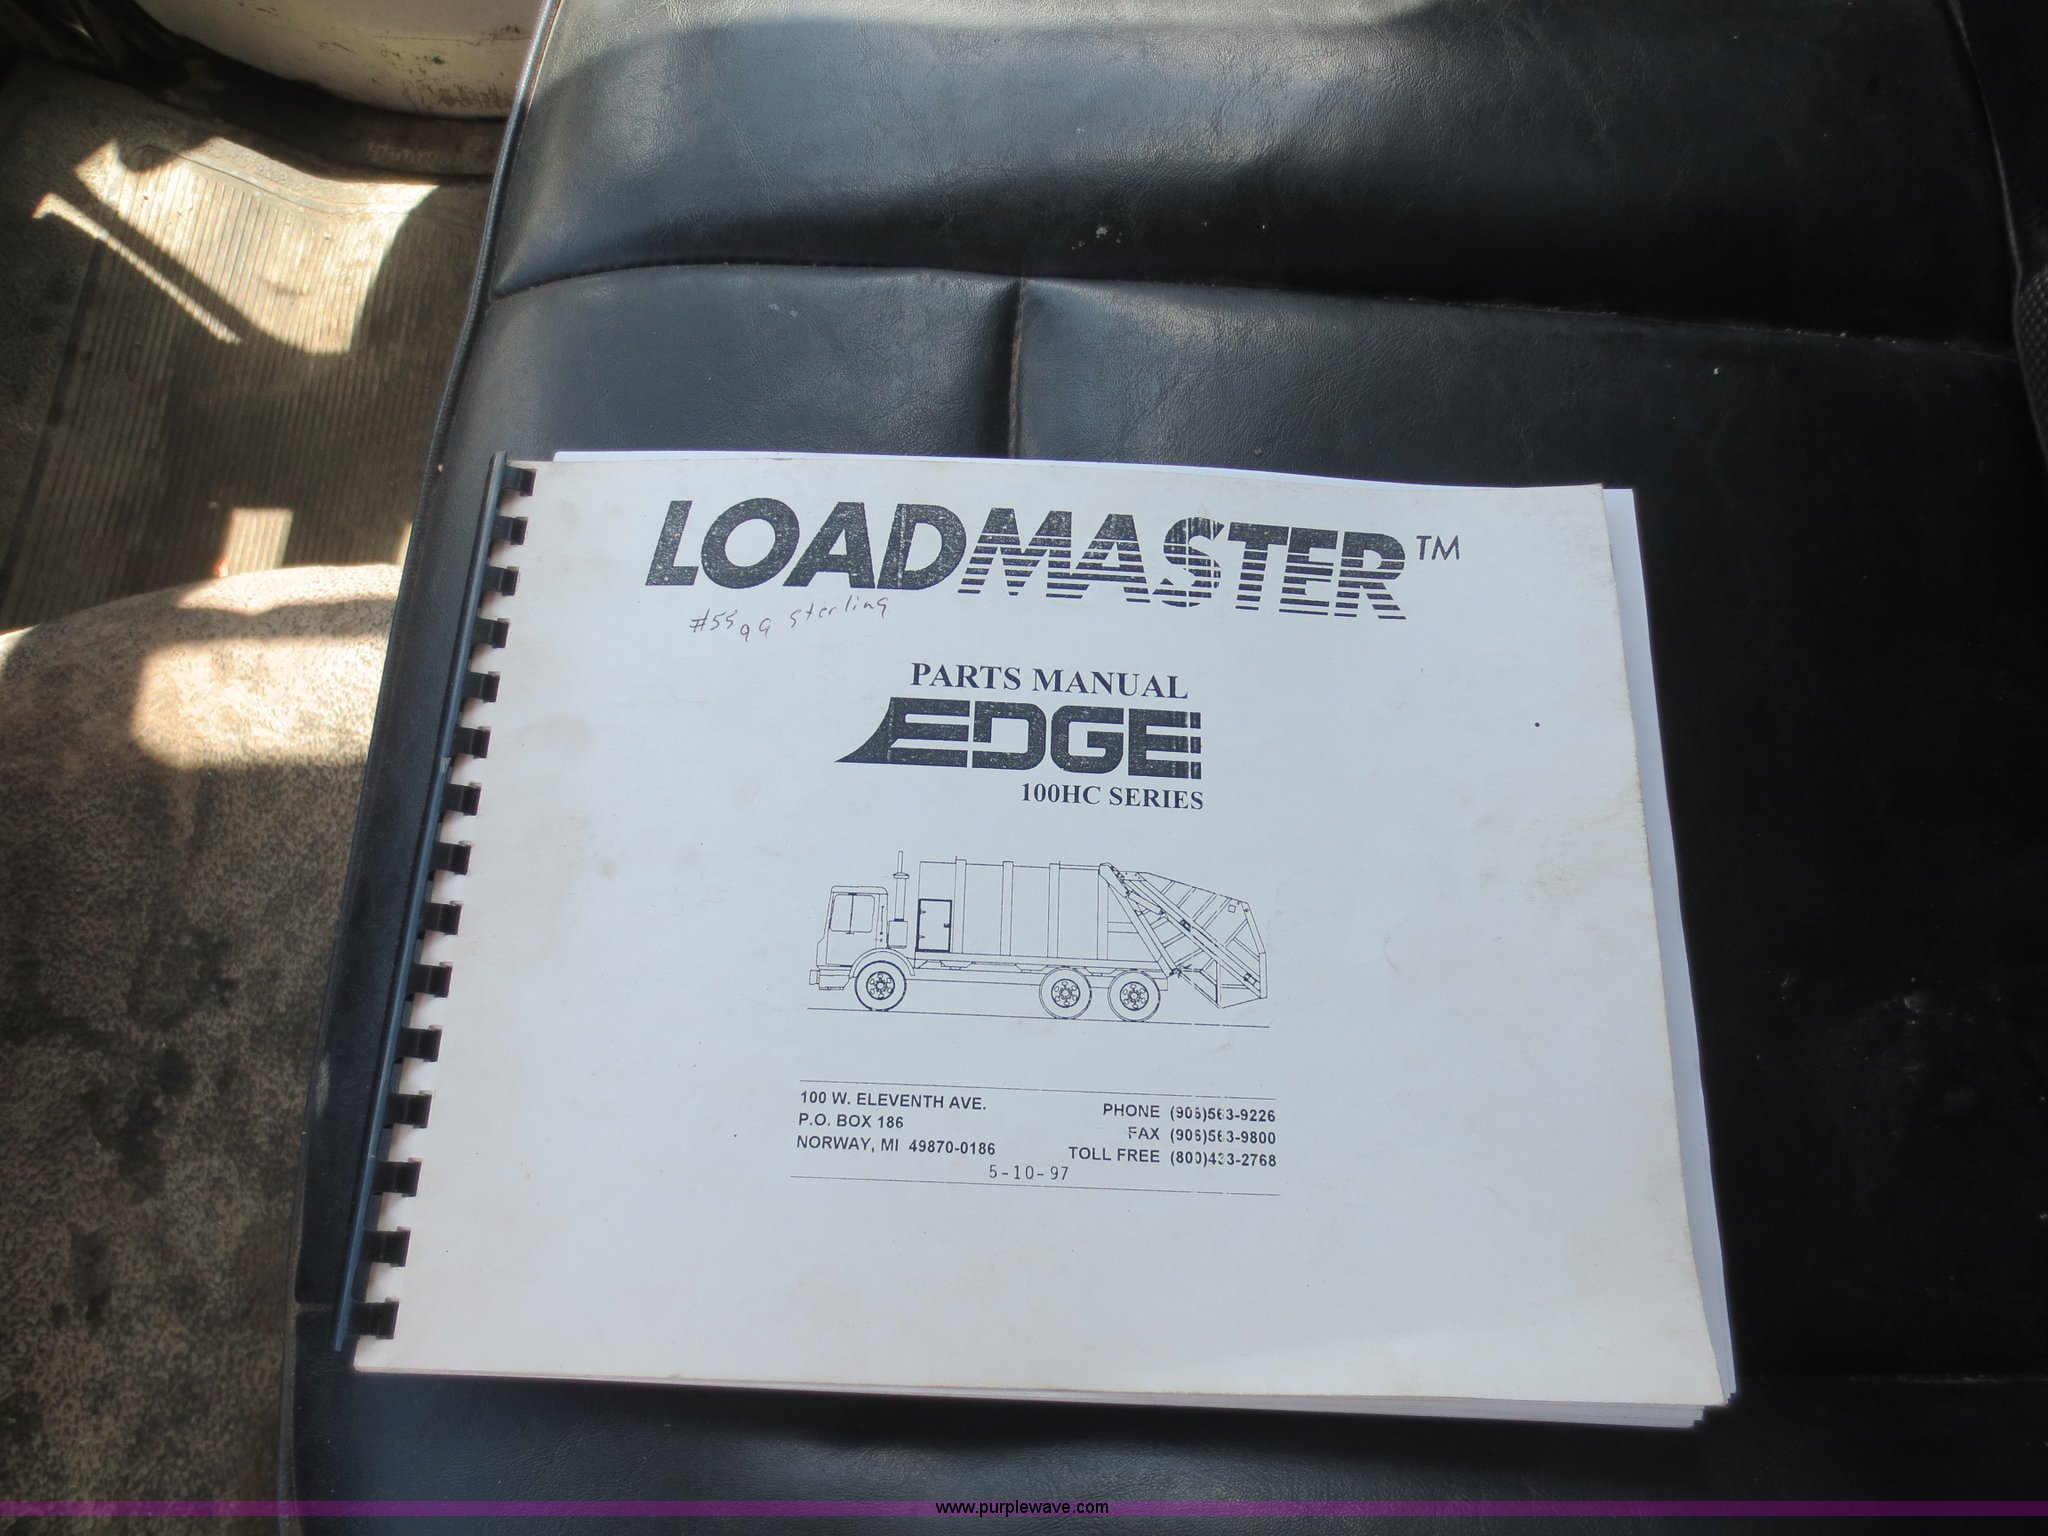 LOADMASTER™
#55 99 Sterling
PARTS MANUAL
EDGE
100HC SERIES
100 W. ELEVENTH AVE.
P.O. BOX 186
NORWAY, MI 49870-0186
PHONE (906)563-9226
FAX (906)563-9800
TOLL FREE (800)433-2768
5-10-97
www.purplewave.com